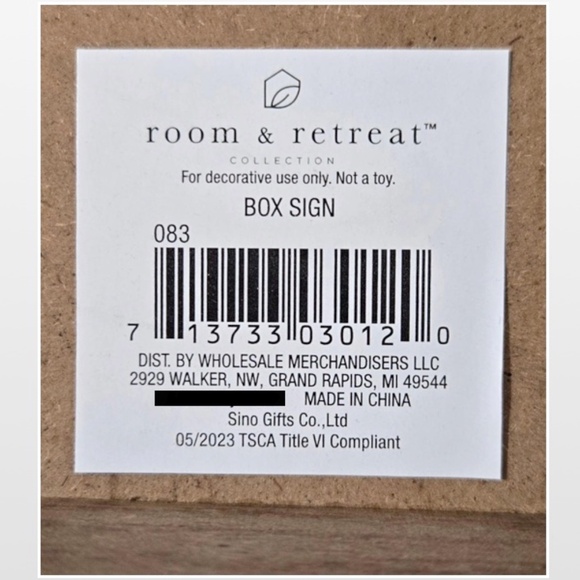 room & retreat™
COLLECTION
For decorative use only. Not a toy.
BOX SIGN
083
7 13733 03012 0
DIST. BY WHOLESALE MERCHANDISERS LLC
2929 WALKER, NW, GRAND RAPIDS, MI 49544
MADE IN CHINA
Sino Gifts Co.,Ltd
05/2023 TSCA Title VI Compliant